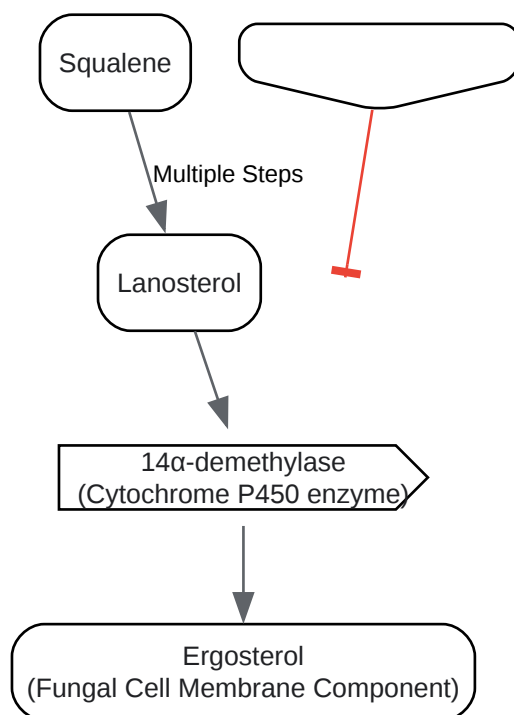 Squalene
Multiple Steps
Lanosterol
14α-demethylase
(Cytochrome P450 enzyme)
Ergosterol
(Fungal Cell Membrane Component)